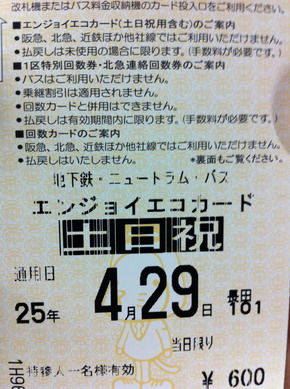 改札機またはバス料金収納機のカード投入口をご利用ください。
■エンジョイエコカード(土日祝用含む)のご案内
・阪急、北急、近鉄ほか他社線ではご利用いただけません。
・払戻しは未使用の場合に限ります。(手数料が必要です。)
■1区特別回数券・北急連絡回数券のご案内
・バスはご利用いただけません。
・乗継割引は適用されません。
・回数カードと併用はできません。
・払戻しは有効期間内に限ります。(手数料が必要です。)
■回数カードのご案内
・阪急、北急、近鉄ほか他社線ではご利用いただけません。
・払戻しはいたしません。 *裏面もご覧ください。
地下鉄・ニュートラム・バス
エンジョイエコカード
土日祝
通用日
25年 4月29日 長田
101
当日限り
持参人一名様有効 ¥600